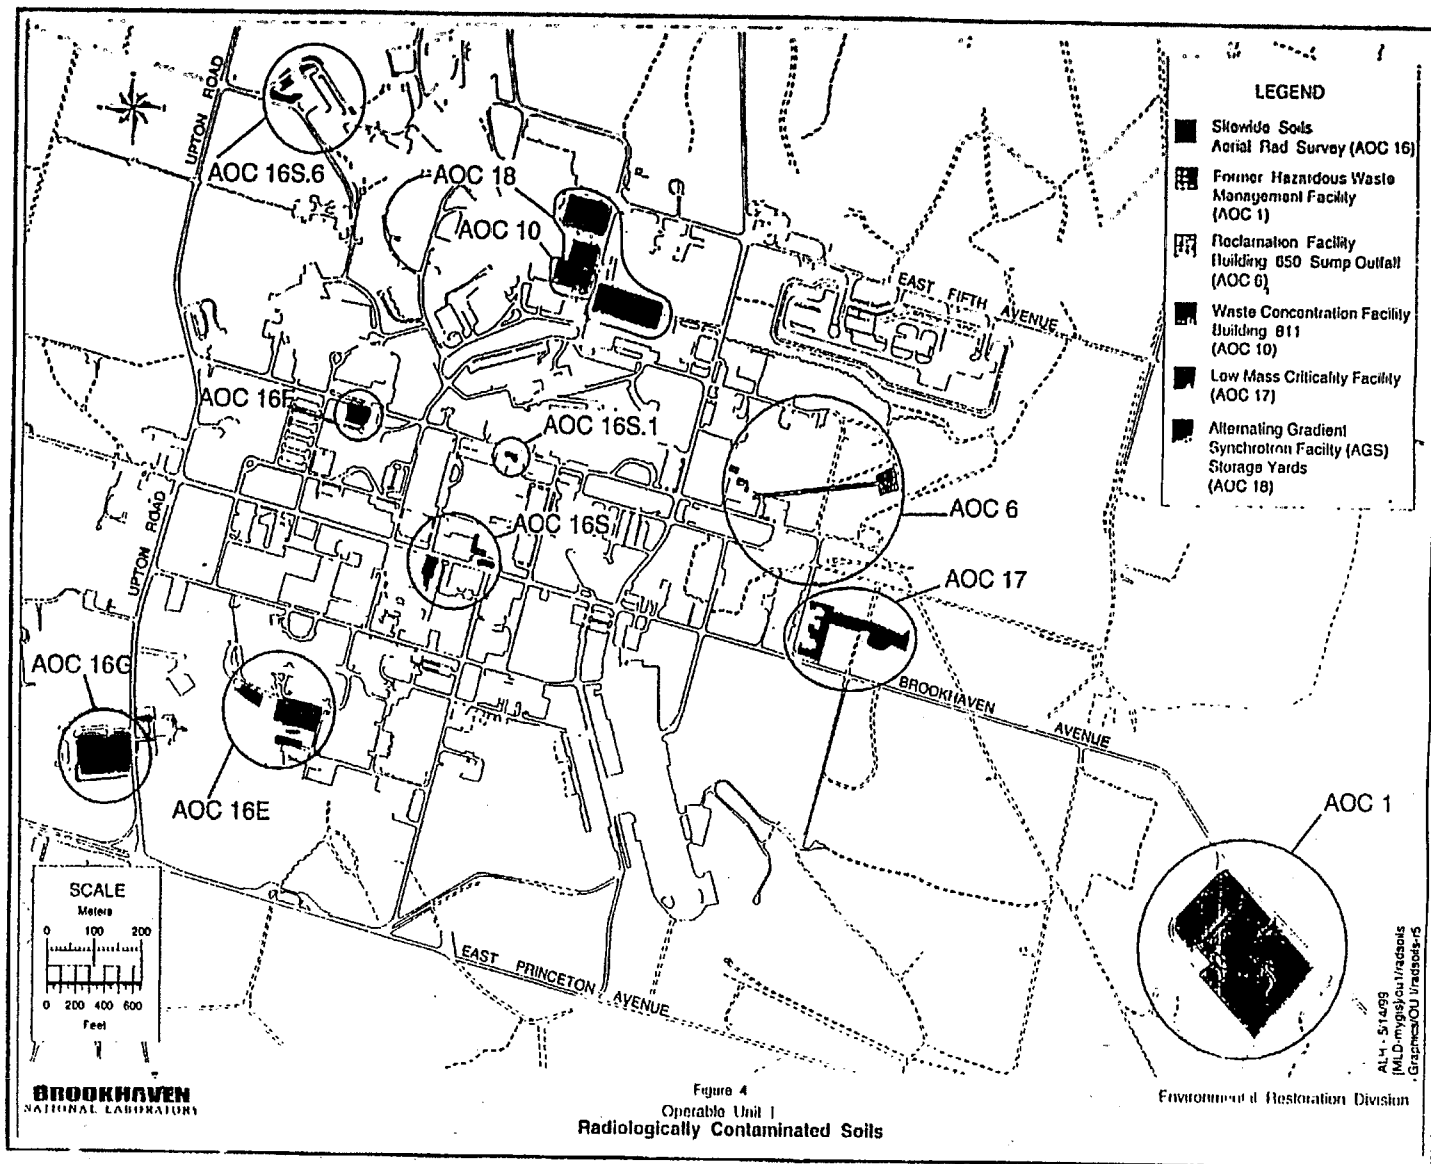 UPTON ROAD
AOC 16S.6
AOC 18
AOC 10
EAST FIFTH AVENUE
AOC 16F
AOC 16S.1
AOC 16S
AOC 6
AOC 17
UPTON ROAD
AOC 16G
AOC 16E
BROOKHAVEN AVENUE
AOC 1
EAST PRINCETON AVENUE
LEGEND
Sitewide Soils
Aerial Rad Survey (AOC 16)
Former Hazardous Waste
Management Facility
(AOC 1)
Reclamation Facility
Building 650 Sump Outfall
(AOC 6)
Waste Concentration Facility
Building 811
(AOC 10)
Low Mass Criticality Facility
(AOC 17)
Alternating Gradient
Synchrotron Facility (AGS)
Storage Yards
(AOC 18)
SCALE
Meters
0 100 200
0 200 400 600
Feet
BROOKHAVEN
NATIONAL LABORATORY
Figure 4
Operable Unit I
Radiologically Contaminated Soils
Environmental Restoration Division
ALH - 5/14/99